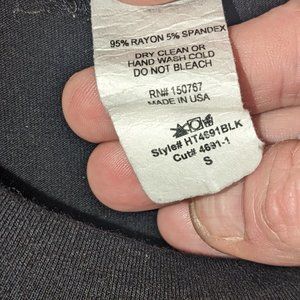 95% RAYON 5% SPANDEX
DRY CLEAN OR
HAND WASH COLD
DO NOT BLEACH
RN# 150767
MADE IN USA
Style# HT4691BLK
Cut# 4691-1
S